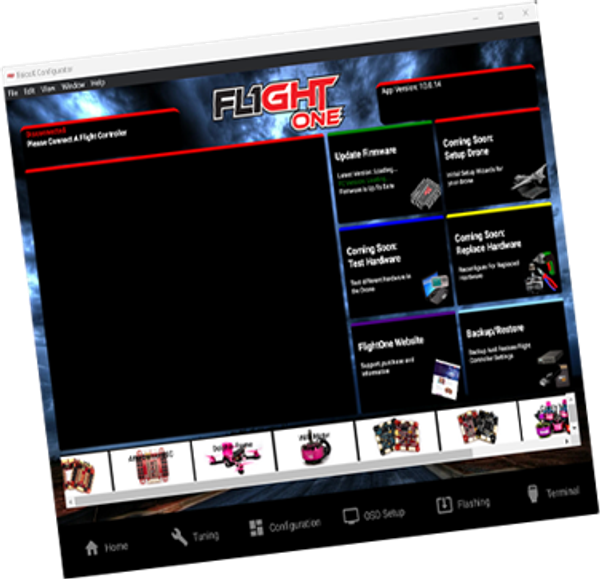 Raceflight Configurator
File Edit View Window Help
FL1GHT
ONE
Disconnected
Please Connect A Flight Controller
App Version: 10.6.14
Update Firmware
Latest Version: Loading...
Firmware Is Up To Date
Coming Soon:
Setup Drone
Initial Setup Wizards for
your Drone
Coming Soon:
Test Hardware
Test different hardware in
the Drone
Coming Soon:
Replace Hardware
Reconfigure For Replaced
Hardware
FlightOne Website
Support, purchase and
information
Backup/Restore
Backup And Restore Flight
Controller Settings
Home
Tuning
Configuration
OSD Setup
Flashing
Terminal